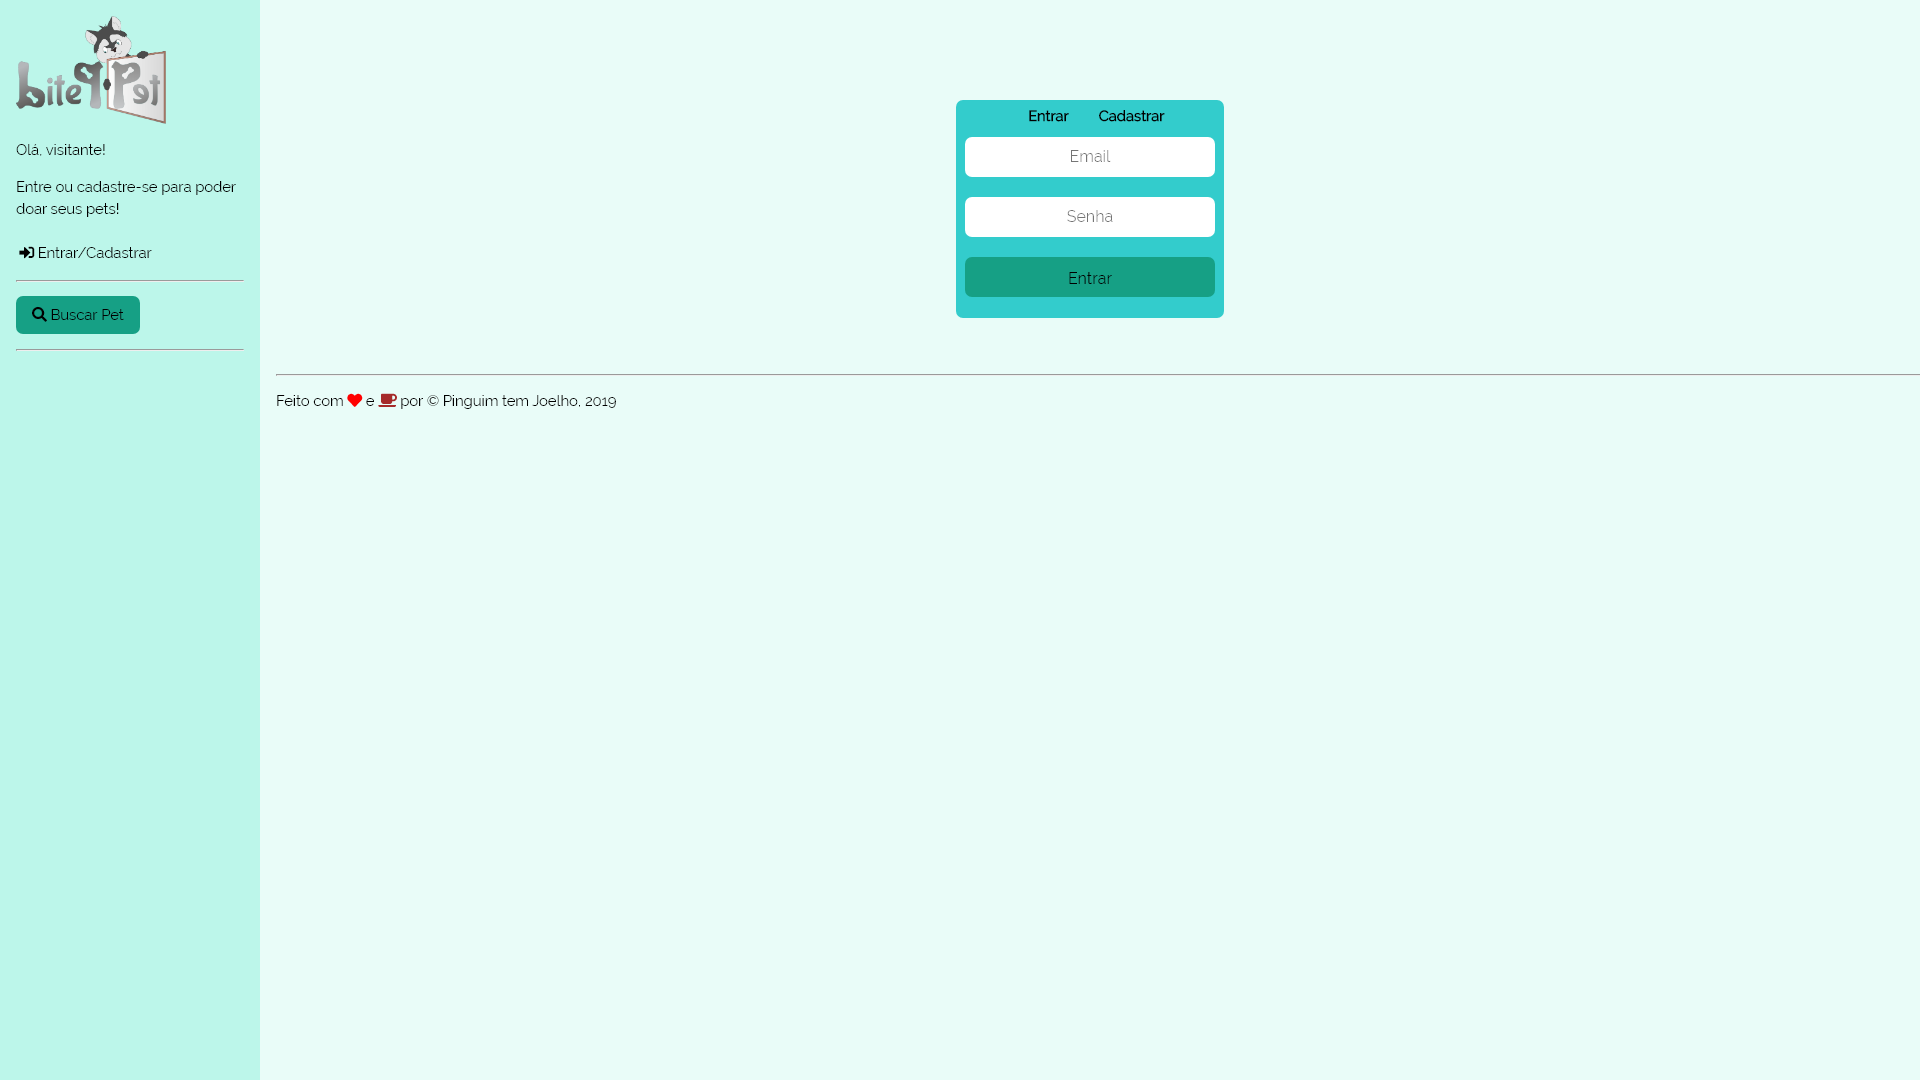 biteP.Pet
Olá, visitante!
Entre ou cadastre-se para poder
doar seus pets!
Entrar/Cadastrar
Buscar Pet
Entrar Cadastrar
Email
Senha
Entrar
Feito com e por © Pinguim tem Joelho, 2019